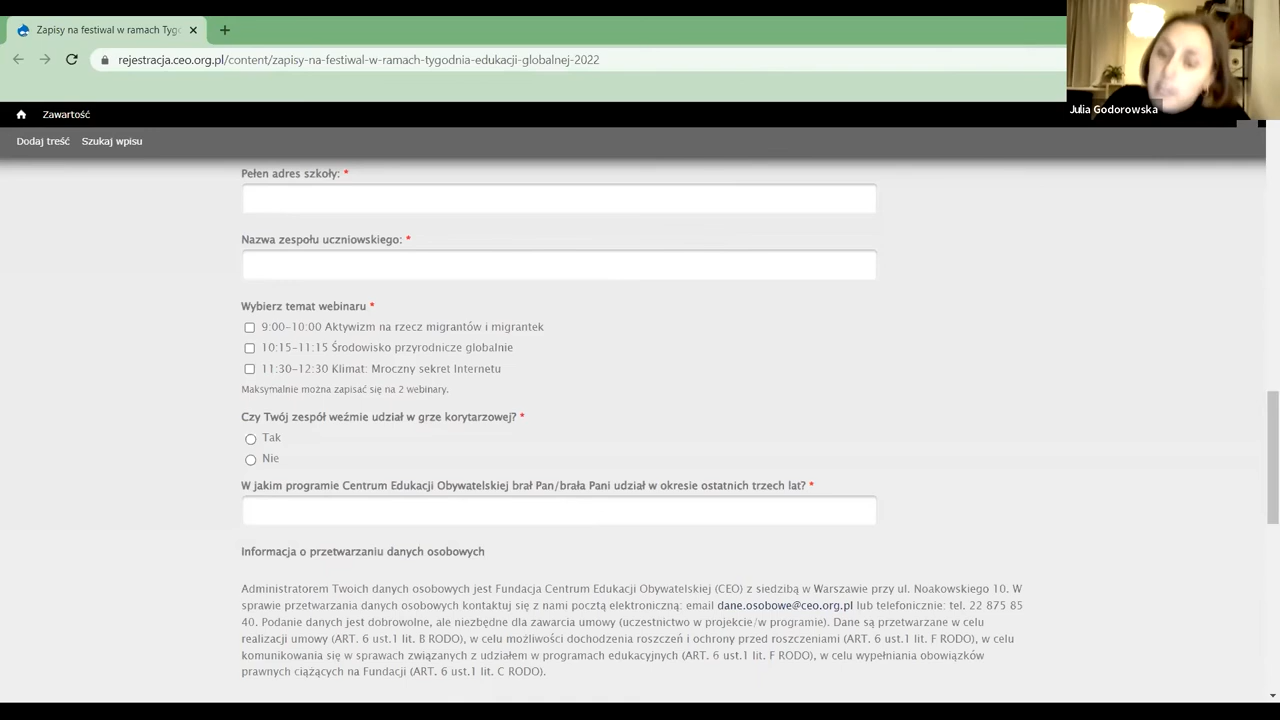 Zapisy na festiwal w ramach Tyg
rejestracja.ceo.org.pl/content/zapisy-na-festiwal-w-ramach-tygodnia-edukacji-globalnej-2022
Julia Godorowska
Zawartość
Dodaj treść Szukaj wpisu
Pełen adres szkoły: *
Nazwa zespołu uczniowskiego: *
Wybierz temat webinaru *
9:00-10:00 Aktywizm na rzecz migrantów i migrantek
10:15-11:15 Środowisko przyrodnicze globalnie
11:30-12:30 Klimat: Mroczny sekret Internetu
Maksymalnie można zapisać się na 2 webinary.
Czy Twój zespół weźmie udział w grze korytarzowej? *
Tak
Nie
W jakim programie Centrum Edukacji Obywatelskiej brał Pan/brała Pani udział w okresie ostatnich trzech lat? *
Informacja o przetwarzaniu danych osobowych
Administratorem Twoich danych osobowych jest Fundacja Centrum Edukacji Obywatelskiej (CEO) z siedzibą w Warszawie przy ul. Noakowskiego 10. W
sprawie przetwarzania danych osobowych kontaktuj się z nami pocztą elektroniczną: email dane.osobowe@ceo.org.pl lub telefonicznie: tel. 22 875 85
40. Podanie danych jest dobrowolne, ale niezbędne dla zawarcia umowy (uczestnictwo w projekcie/w programie). Dane są przetwarzane w celu
realizacji umowy (ART. 6 ust.1 lit. B RODO), w celu możliwości dochodzenia roszczeń i ochrony przed roszczeniami (ART. 6 ust.1 lit. F RODO), w celu
komunikowania się w sprawach związanych z udziałem w programach edukacyjnych (ART. 6 ust.1 lit. F RODO), w celu wypełniania obowiązków
prawnych ciążących na Fundacji (ART. 6 ust.1 lit. C RODO).